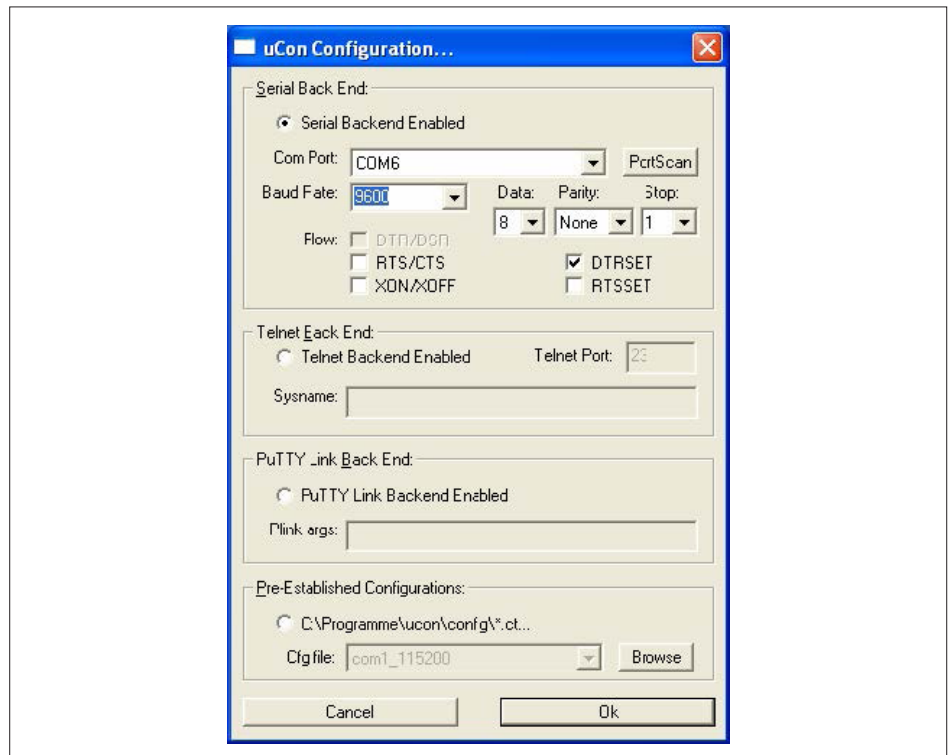 uCon Configuration...
Serial Back End:
Serial Backend Enabled
Com Port: COM6 PortScan
Baud Rate: 9600 Data: Parity: Stop:
8 None 1
Flow: DTR/DSR
RTS/CTS DTRSET
XON/XOFF RTSSET
Telnet Back End:
Telnet Backend Enabled Telnet Port: 23
Sysname:
PuTTY Link Back End:
PuTTY Link Backend Enabled
Plink args:
Pre-Established Configurations:
C:\Programme\ucon\confg\*.ct...
Cfg file: com1_115200 Browse
Cancel Ok